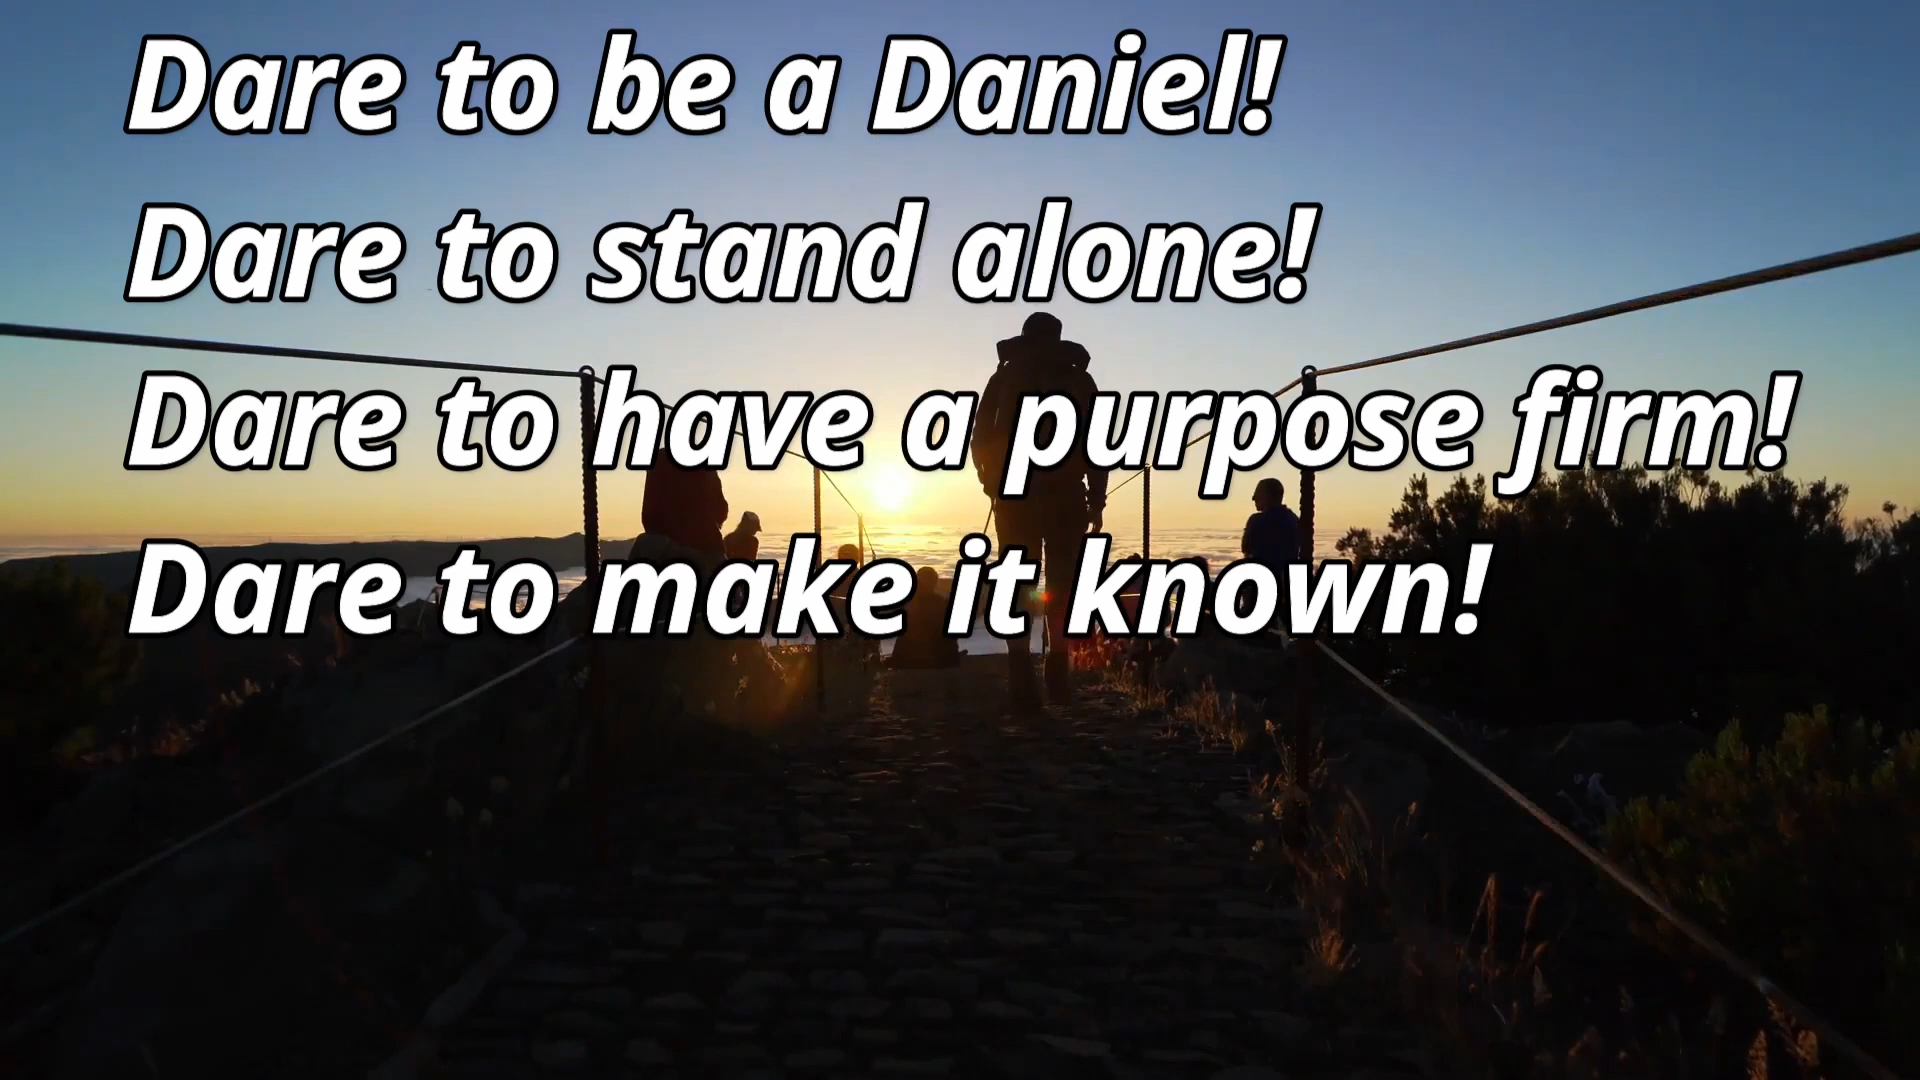 Dare to be a Daniel!
Dare to stand alone!
Dare to have a purpose firm!
Dare to make it known!